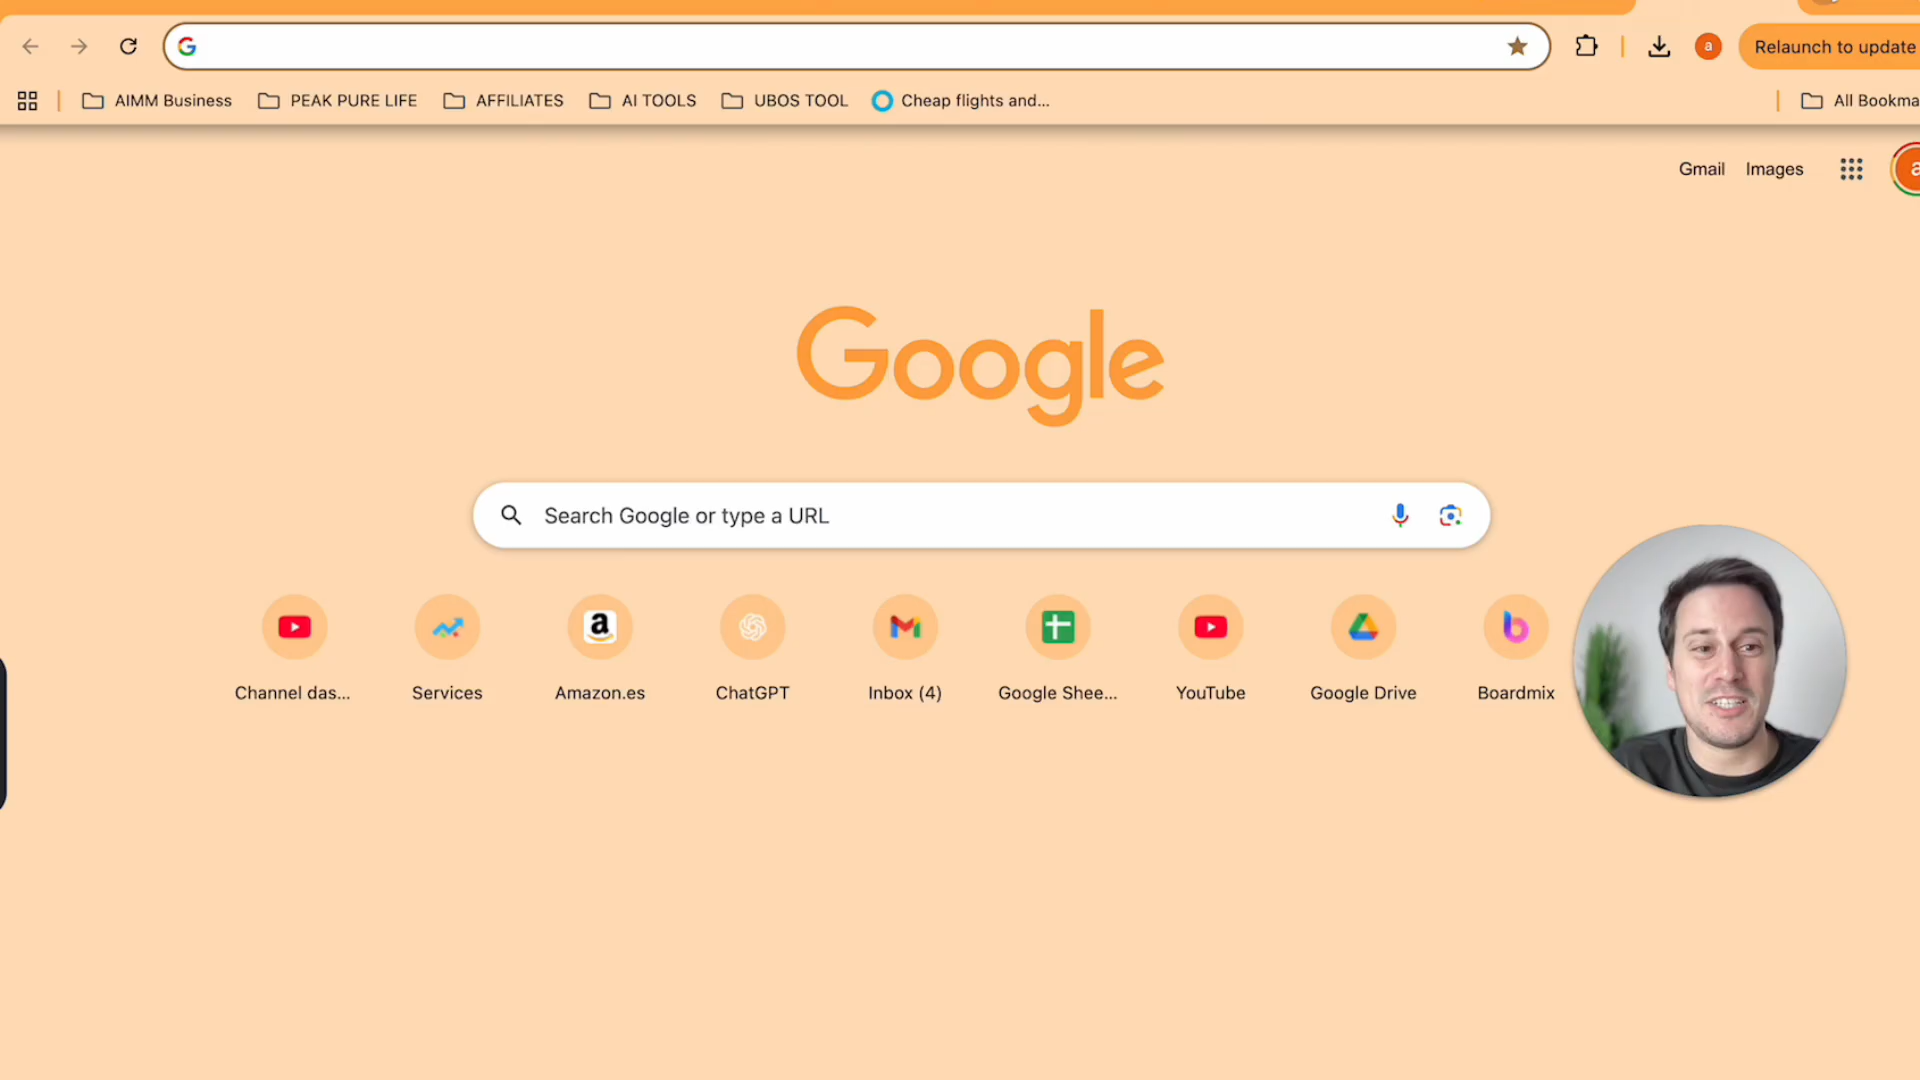 a
Relaunch to update
AIMM Business
PEAK PURE LIFE
AFFILIATES
AI TOOLS
UBOS TOOL
Cheap flights and...
All Bookma
Gmail
Images
a
Google
Search Google or type a URL
Channel das...
Services
Amazon.es
ChatGPT
Inbox (4)
Google Shee...
YouTube
Google Drive
Boardmix